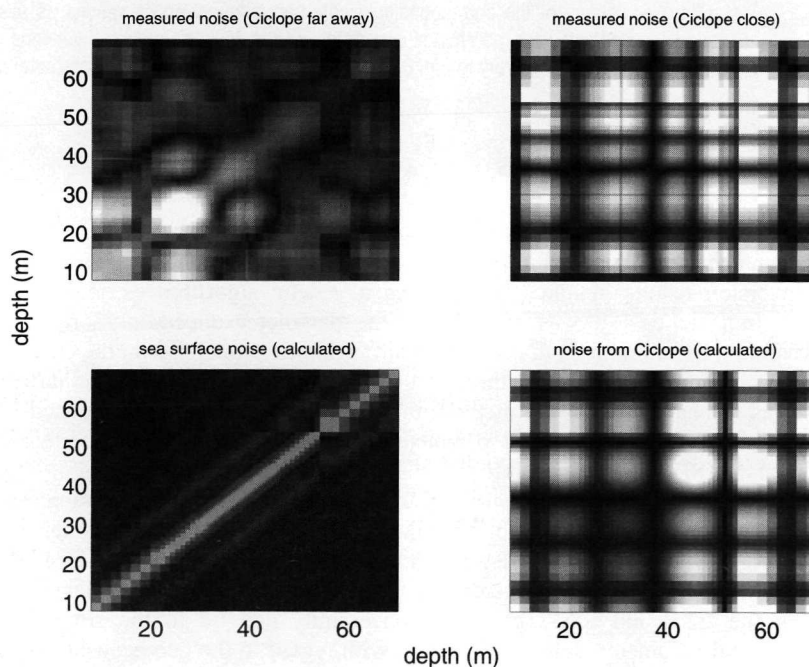 measured noise (Ciclope far away)
measured noise (Ciclope close)
60
50
40
30
20
10
depth (m)
sea surface noise (calculated)
noise from Ciclope (calculated)
60
50
40
30
20
10
20 40 60
20 40 60
depth (m)